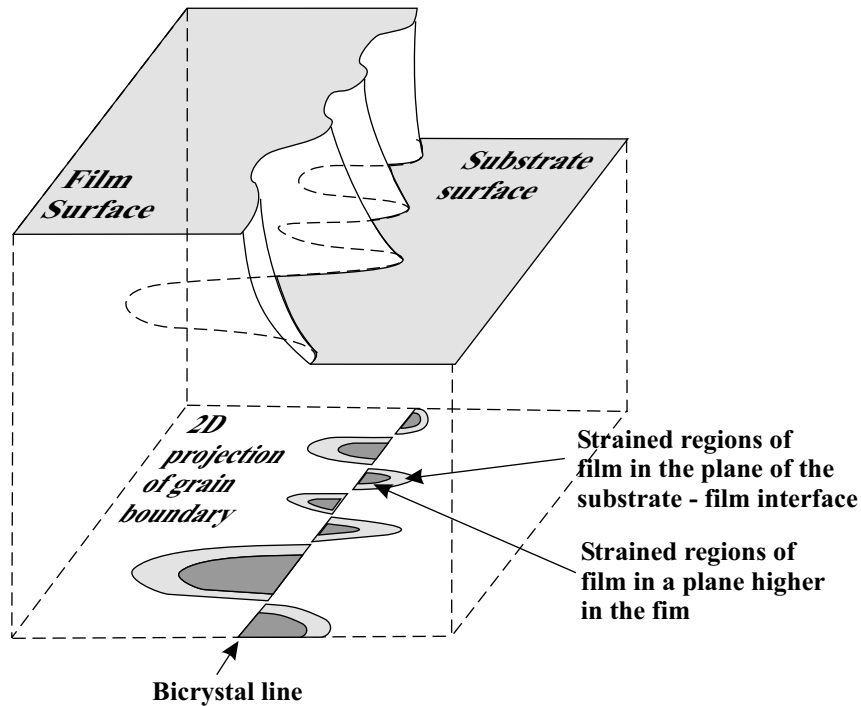 Film
Surface
Substrate
surface
2D
projection
of grain
boundary
Strained regions of
film in the plane of the
substrate - film interface
Strained regions of
film in a plane higher
in the fim
Bicrystal line